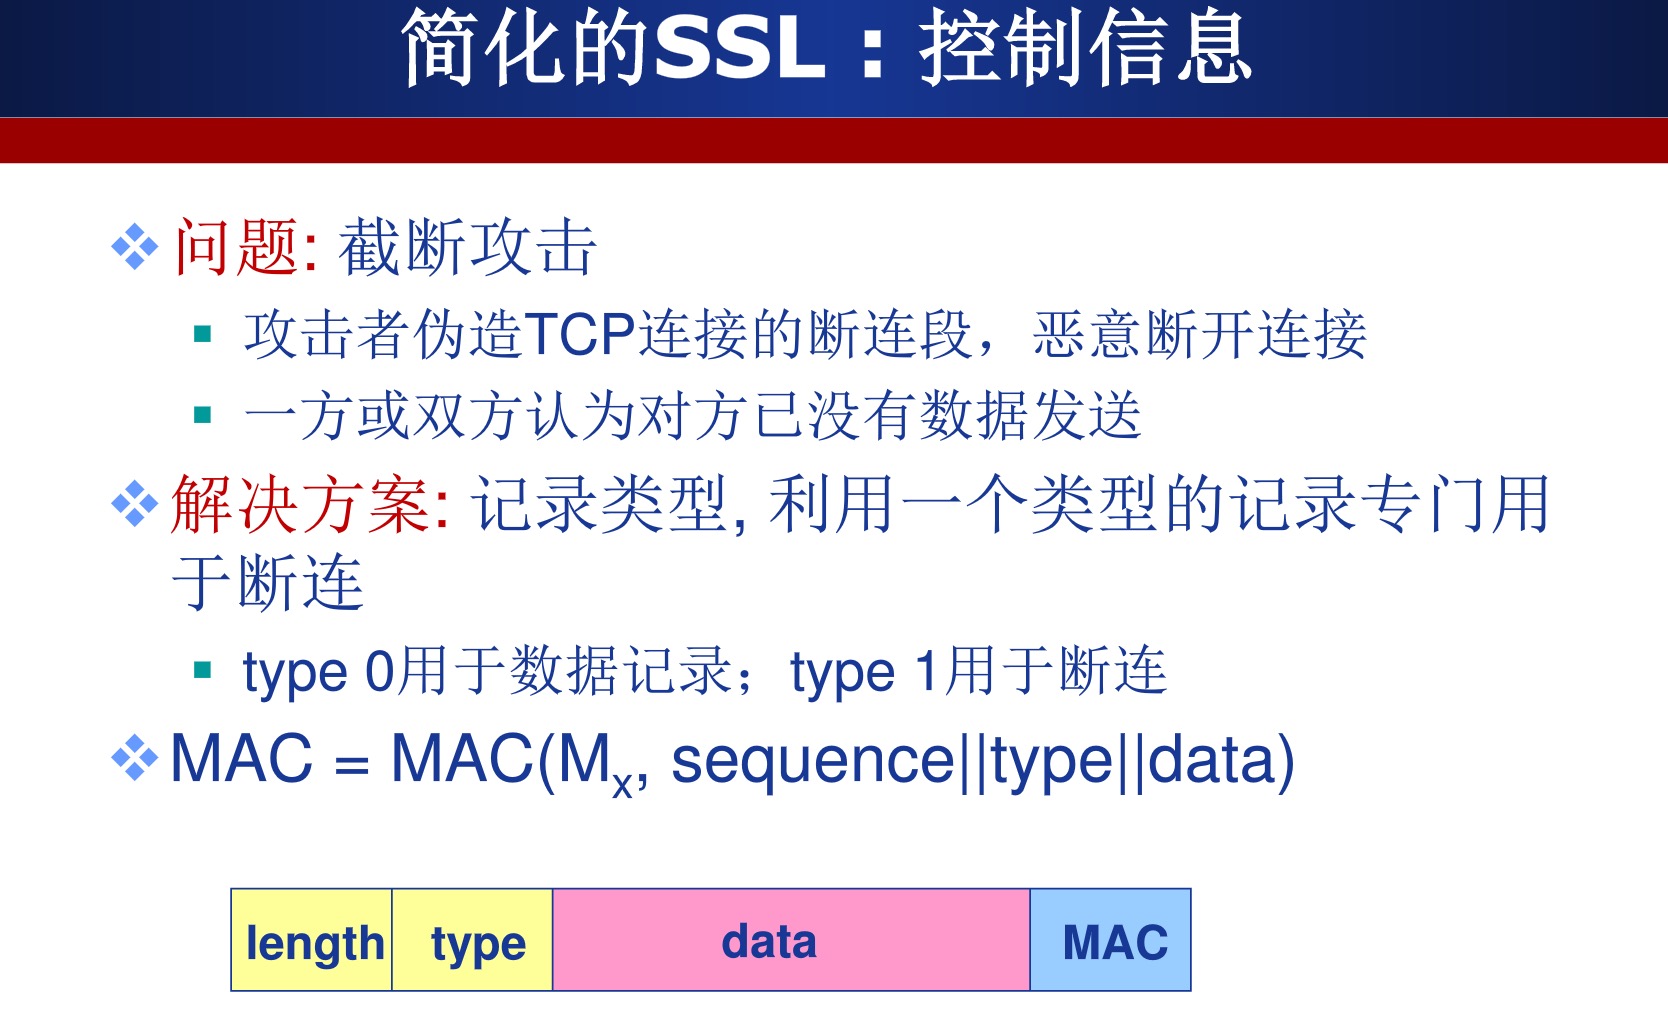 简化的SSL：控制信息
问题: 截断攻击
攻击者伪造TCP连接的断连段，恶意断开连接
一方或双方认为对方已没有数据发送
解决方案: 记录类型, 利用一个类型的记录专门用
于断连
type 0用于数据记录；type 1用于断连
MAC = MAC(Mx, sequence||type||data)
length type data MAC